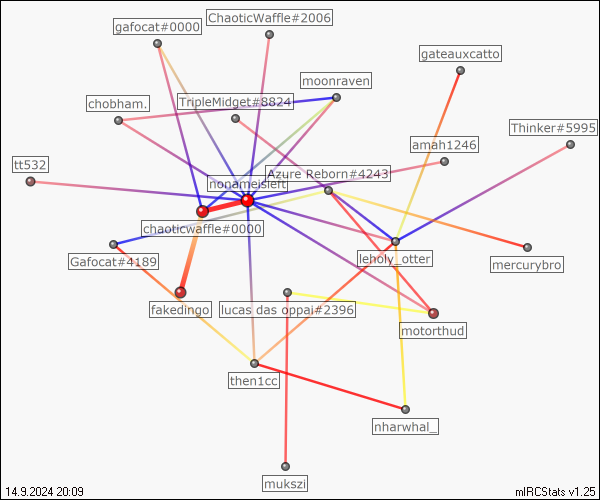 ChaoticWaffle#2006
gafocat#0000
gateauxcatto
moonraven
chobham.
TripleMidget#8824
Thinker#5995
amah1246
tt532
Azure Reborn#4243
nonameisleft
chaoticwaffle#0000
leholy_otter
Gafocat#4189
mercurybro
fakedingo
lucas das oppai#2396
motorthud
then1cc
nharwhal_
mukszi
14.9.2024 20:09
mIRCStats v1.25